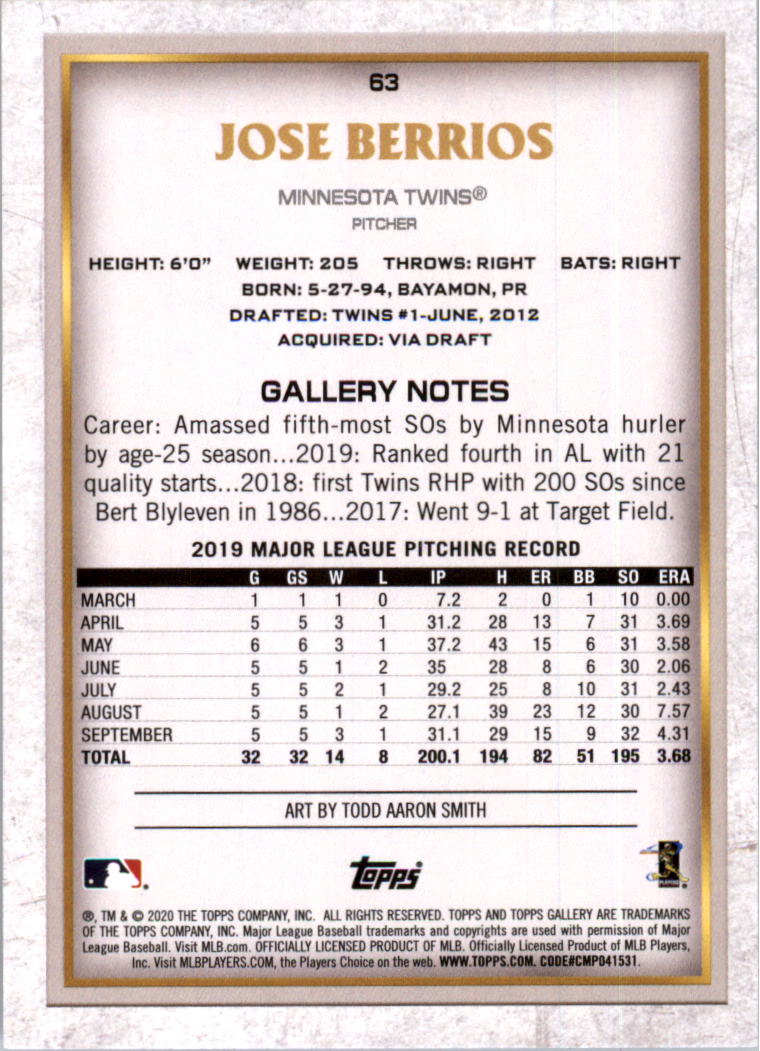 63
JOSE BERRIOS
MINNESOTA TWINS®
PITCHER
HEIGHT: 6'0" WEIGHT: 205 THROWS: RIGHT BATS: RIGHT
BORN: 5-27-94, BAYAMON, PR
DRAFTED: TWINS #1-JUNE, 2012
ACQUIRED: VIA DRAFT
GALLERY NOTES
Career: Amassed fifth-most SOs by Minnesota hurler
by age-25 season...2019: Ranked fourth in AL with 21
quality starts...2018: first Twins RHP with 200 SOs since
Bert Blyleven in 1986...2017: Went 9-1 at Target Field.
2019 MAJOR LEAGUE PITCHING RECORD
G GS W L IP H ER BB SO ERA
MARCH 1 1 1 0 7.2 2 0 1 10 0.00
APRIL 5 5 3 1 31.2 28 13 7 31 3.69
MAY 6 6 3 1 37.2 43 15 6 31 3.58
JUNE 5 5 1 2 35 28 8 6 30 2.06
JULY 5 5 2 1 29.2 25 8 10 31 2.43
AUGUST 5 5 1 2 27.1 39 23 12 30 7.57
SEPTEMBER 5 5 3 1 31.1 29 15 9 32 4.31
TOTAL 32 32 14 8 200.1 194 82 51 195 3.68
ART BY TODD AARON SMITH
topps®
®, TM & © 2020 THE TOPPS COMPANY, INC. ALL RIGHTS RESERVED. TOPPS AND TOPPS GALLERY ARE TRADEMARKS
OF THE TOPPS COMPANY, INC. Major League Baseball trademarks and copyrights are used with permission of Major
League Baseball. Visit MLB.com. OFFICIALLY LICENSED PRODUCT OF MLB. Officially Licensed Product of MLB Players,
Inc. Visit MLBPLAYERS.COM, the Players Choice on the web. WWW.TOPPS.COM. CODE#CMP041531.